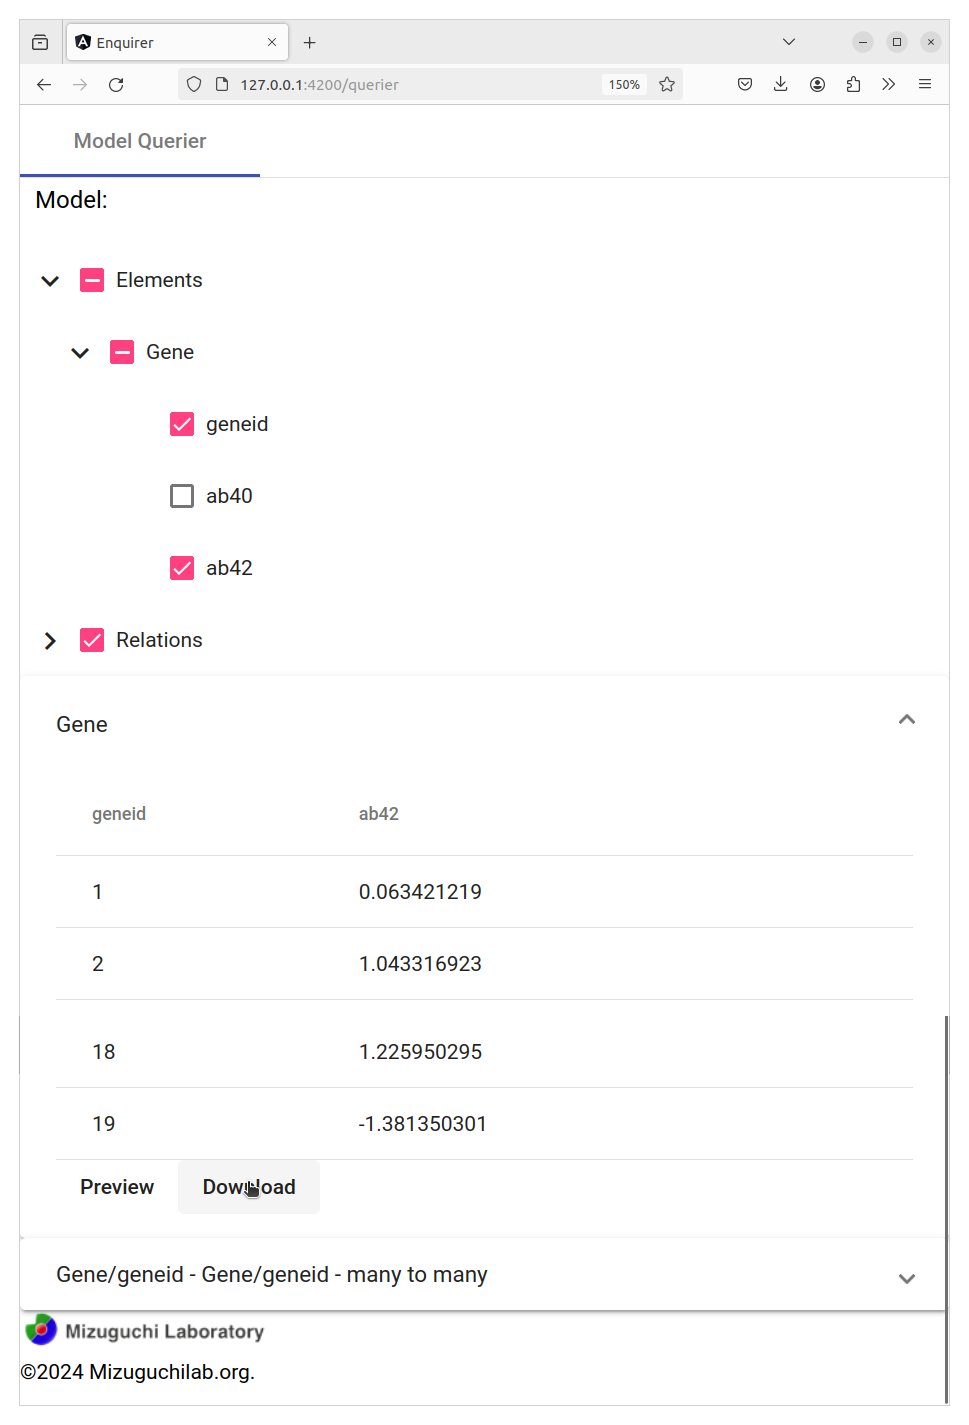 Enquirer
127.0.0.1:4200/querier
150%
Model Querier
Model:
Elements
Gene
geneid
ab40
ab42
Relations
Gene
geneid ab42
1 0.063421219
2 1.043316923
18 1.225950295
19 -1.381350301
Preview Download
Gene/geneid - Gene/geneid - many to many
Mizuguchi Laboratory
©2024 Mizuguchilab.org.